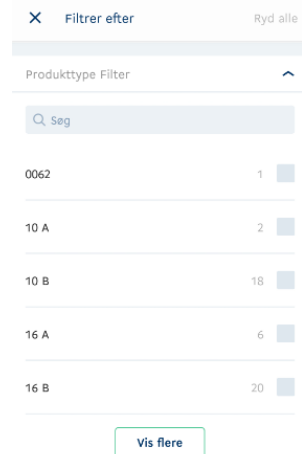 Filtrer efter
Ryd alle
Produkttype Filter
Søg
0062 1
10 A 2
10 B 18
16 A 6
16 B 20
Vis flere